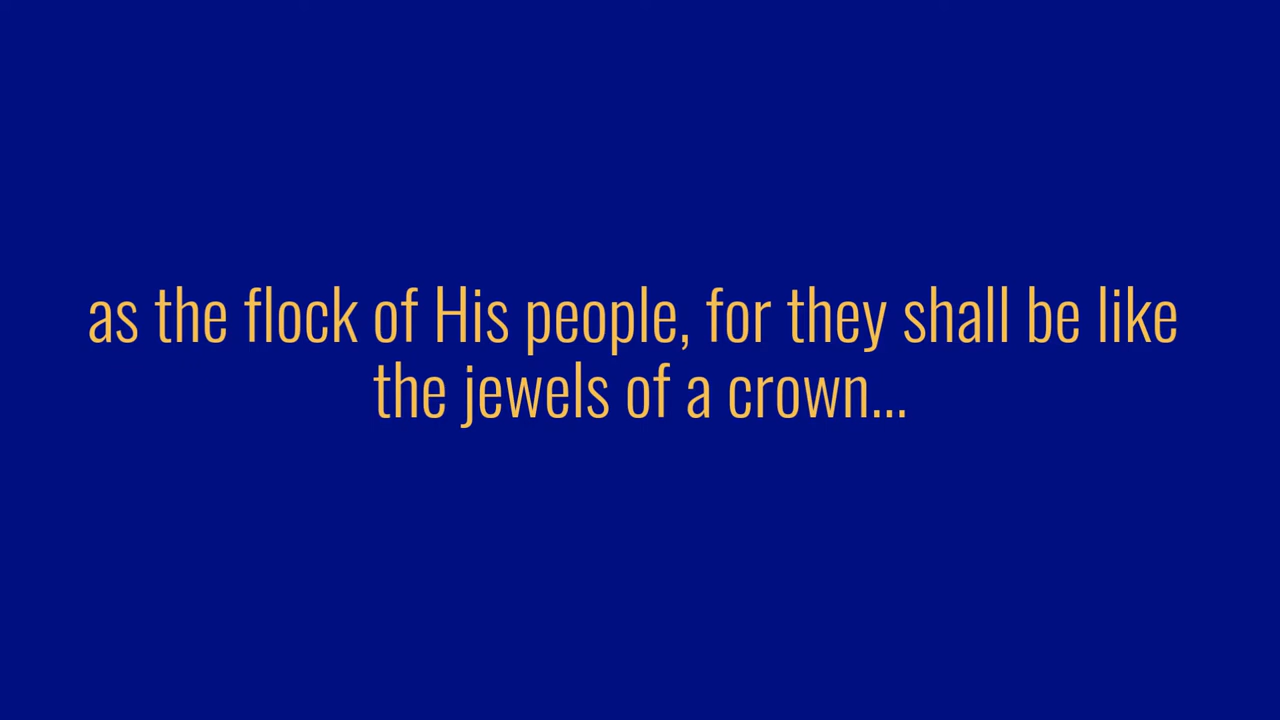 as the flock of His people, for they shall be like
the jewels of a crown...